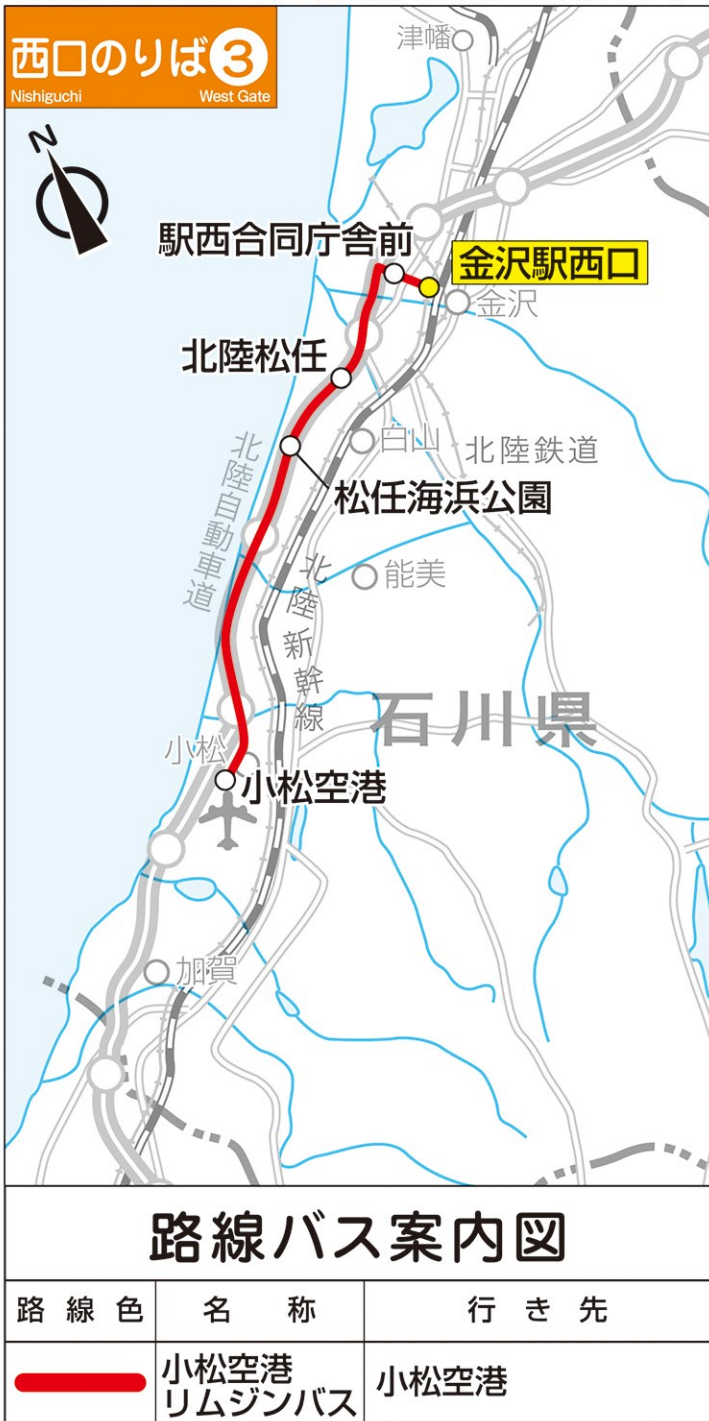 西口のりば3
Nishiguchi West Gate
N
津幡
駅西合同庁舎前
金沢駅西口
金沢
北陸松任
白山
北陸鉄道
北陸自動車道
松任海浜公園
能美
北陸新幹線
石川県
小松
小松空港
加賀
路線バス案内図
路線色 名称 行き先
小松空港
リムジンバス
小松空港